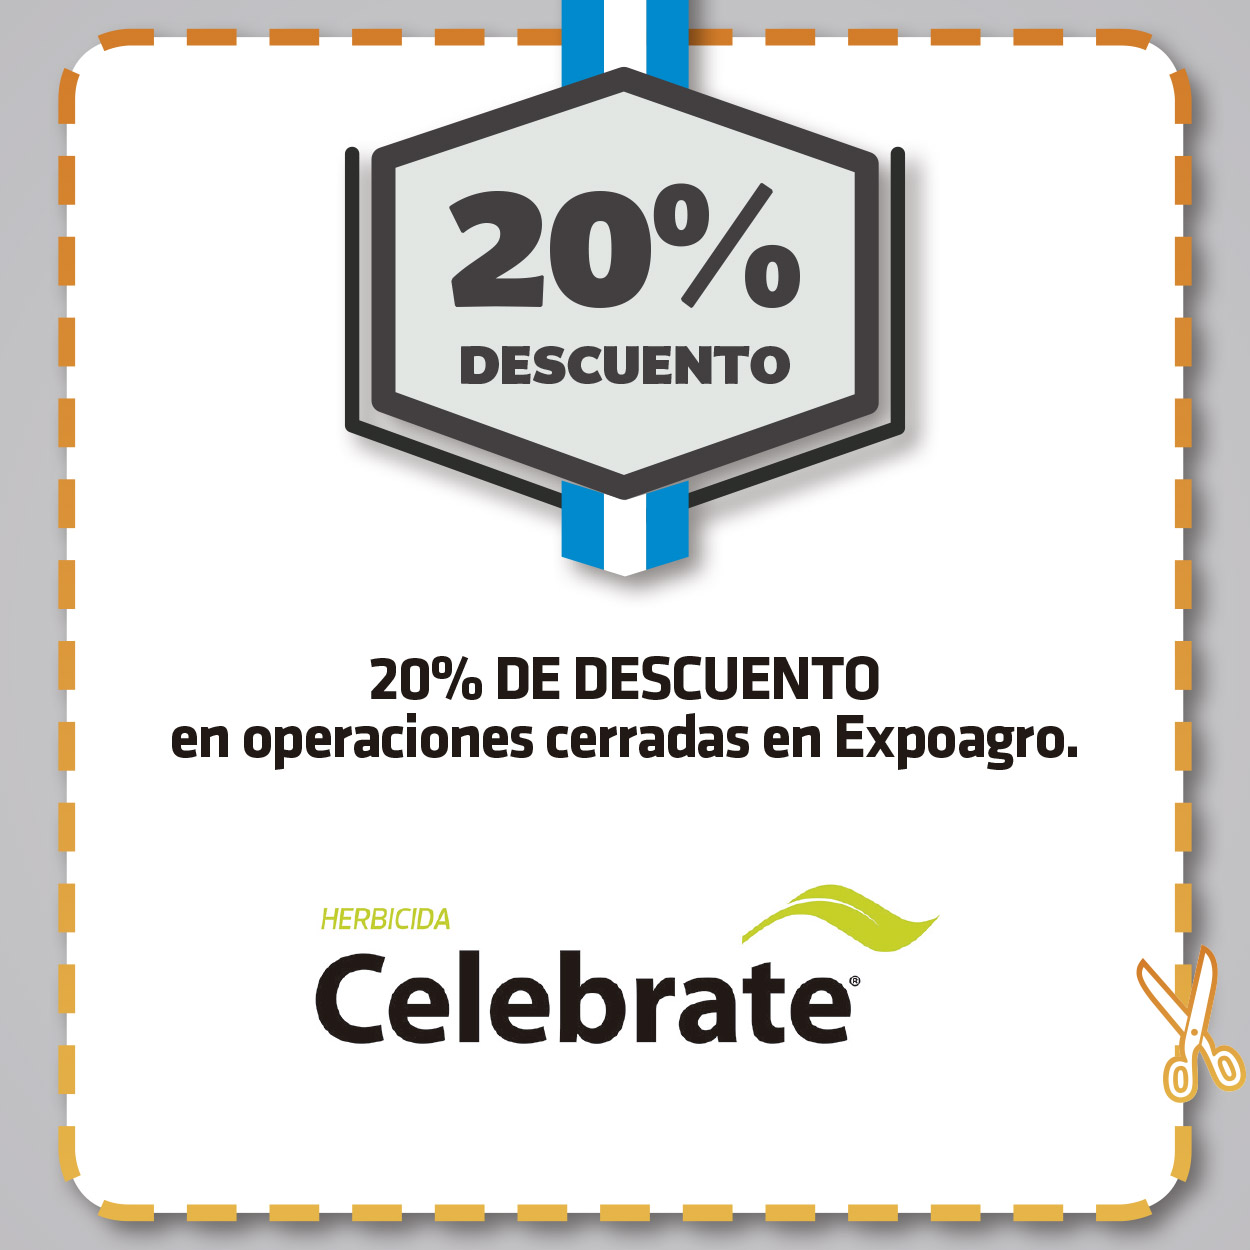 20%
DESCUENTO
20% DE DESCUENTO
en operaciones cerradas en Expoagro.
HERBICIDA
Celebrate®